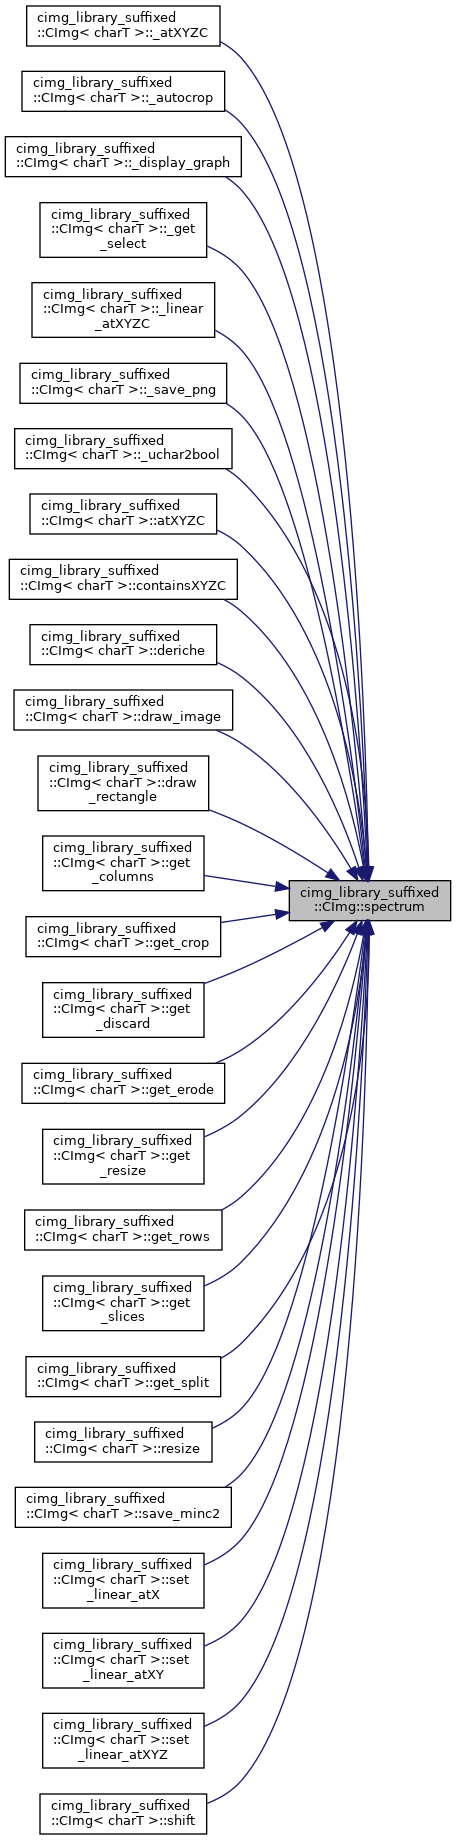 cimg_library_suffixed
::CImg< charT >::_atXYZC
cimg_library_suffixed
::CImg< charT >::_autocrop
cimg_library_suffixed
::CImg< charT >::_display_graph
cimg_library_suffixed
::CImg< charT >::_get
_select
cimg_library_suffixed
::CImg< charT >::_linear
_atXYZC
cimg_library_suffixed
::CImg< charT >::_save_png
cimg_library_suffixed
::CImg< charT >::_uchar2bool
cimg_library_suffixed
::CImg< charT >::atXYZC
cimg_library_suffixed
::CImg< charT >::containsXYZC
cimg_library_suffixed
::CImg< charT >::deriche
cimg_library_suffixed
::CImg< charT >::draw_image
cimg_library_suffixed
::CImg< charT >::draw
_rectangle
cimg_library_suffixed
::CImg< charT >::get
_columns
cimg_library_suffixed
::CImg::spectrum
cimg_library_suffixed
::CImg< charT >::get_crop
cimg_library_suffixed
::CImg< charT >::get
_discard
cimg_library_suffixed
::CImg< charT >::get_erode
cimg_library_suffixed
::CImg< charT >::get
_resize
cimg_library_suffixed
::CImg< charT >::get_rows
cimg_library_suffixed
::CImg< charT >::get
_slices
cimg_library_suffixed
::CImg< charT >::get_split
cimg_library_suffixed
::CImg< charT >::resize
cimg_library_suffixed
::CImg< charT >::save_minc2
cimg_library_suffixed
::CImg< charT >::set
_linear_atX
cimg_library_suffixed
::CImg< charT >::set
_linear_atXY
cimg_library_suffixed
::CImg< charT >::set
_linear_atXYZ
cimg_library_suffixed
::CImg< charT >::shift